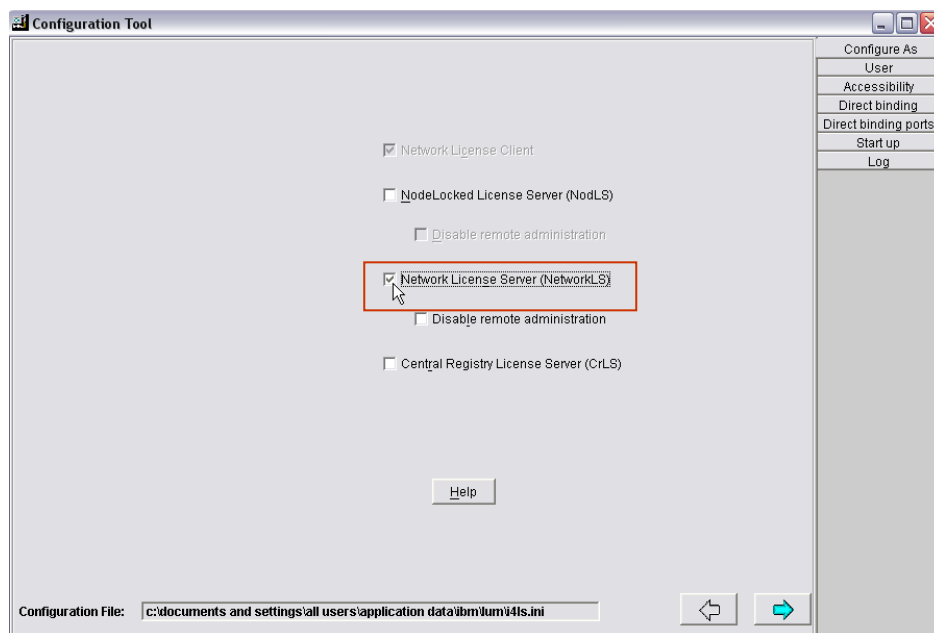 Configuration Tool
Configure As
User
Accessibility
Direct binding
Direct binding ports
Start up
Log
Network License Client
NodeLocked License Server (NodLS)
Disable remote administration
Network License Server (NetworkLS)
Disable remote administration
Central Registry License Server (CrLS)
Help
Configuration File: c:\documents and settings\all users\application data\ibm\lum\i4ls.ini